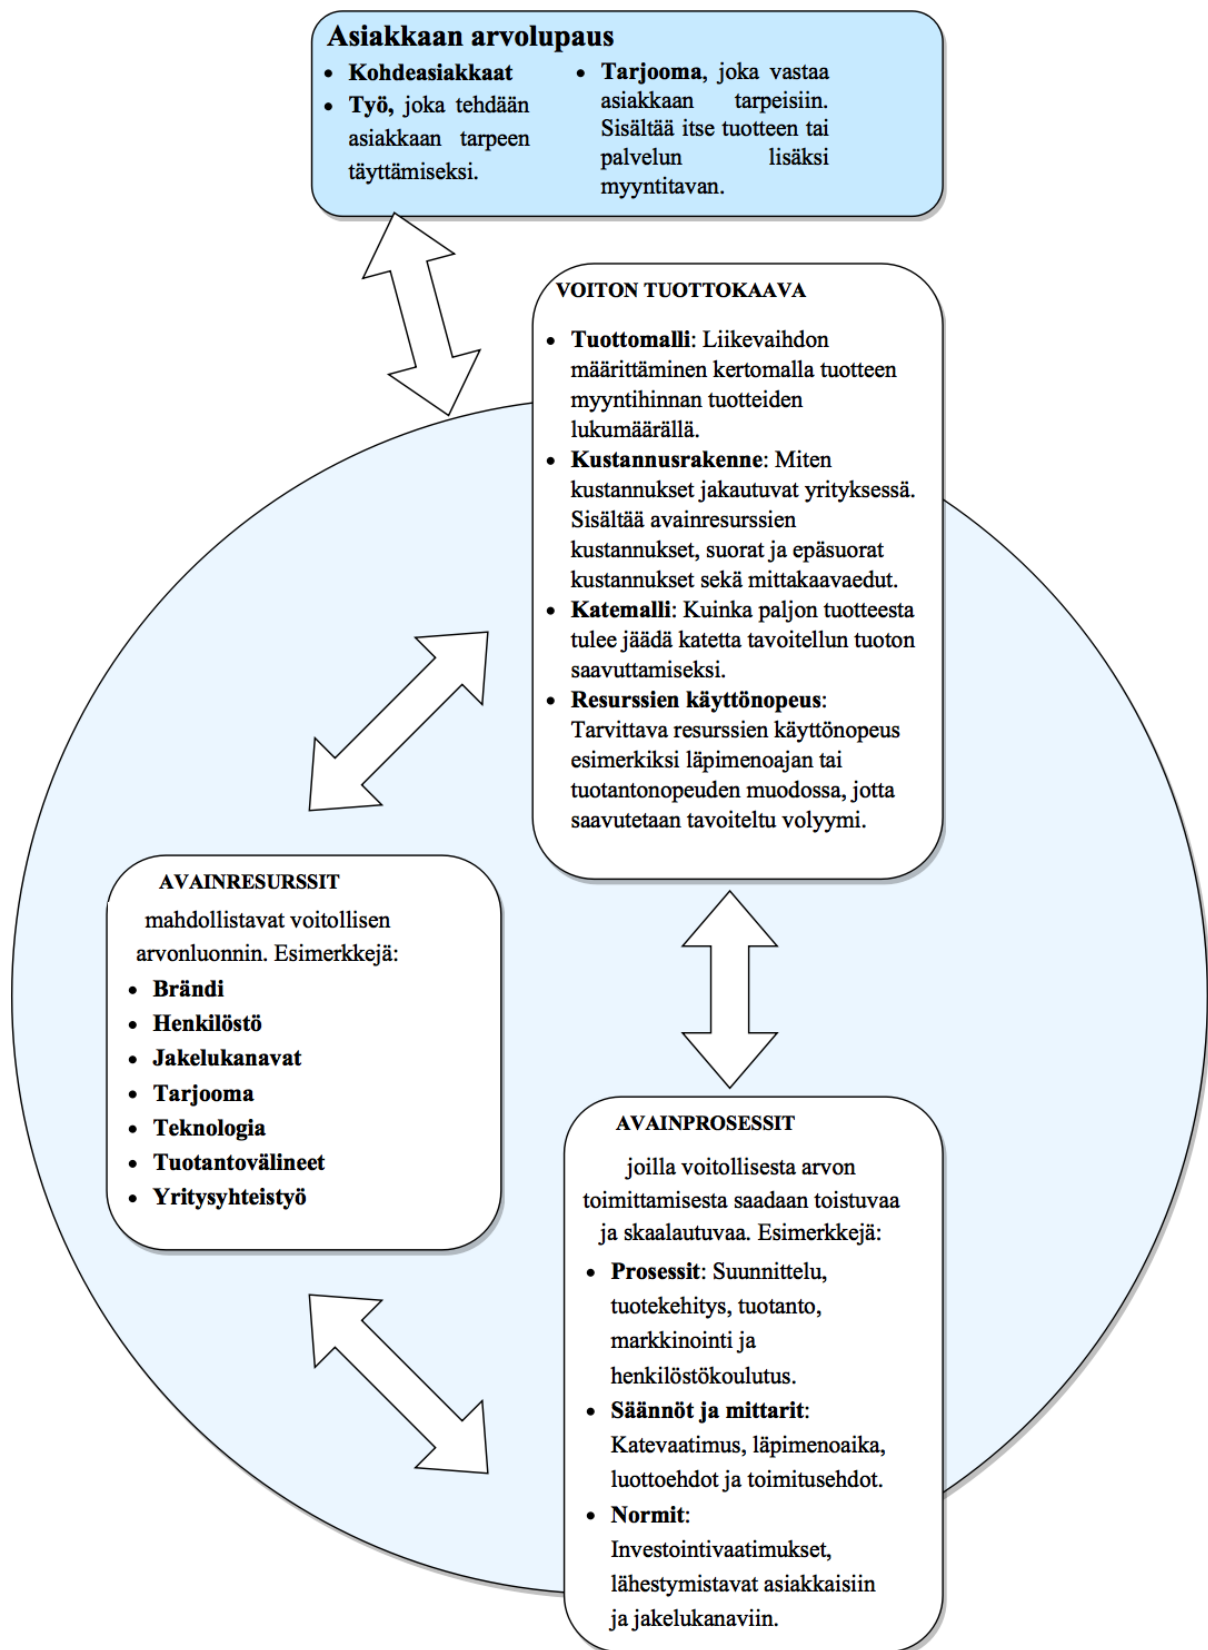 Asiakkaan arvolupaus
• Kohdeasiakkaat
• Työ, joka tehdään
asiakkaan tarpeen
täyttämiseksi.
• Tarjooma, joka vastaa
asiakkaan tarpeisiin.
Sisältää itse tuotteen tai
palvelun lisäksi
myyntitavan.
VOITON TUOTTOKAAVA
• Tuottomalli: Liikevaihdon
määrittäminen kertomalla tuotteen
myyntihinnan tuotteiden
lukumäärällä.
• Kustannusrakenne: Miten
kustannukset jakautuvat yrityksessä.
Sisältää avainresurssien
kustannukset, suorat ja epäsuorat
kustannukset sekä mittakaavaedut.
• Katemalli: Kuinka paljon tuotteesta
tulee jäädä katetta tavoitellun tuoton
saavuttamiseksi.
• Resurssien käyttönopeus:
Tarvittava resurssien käyttönopeus
esimerkiksi läpimenoajan tai
tuotantonopeuden muodossa, jotta
saavutetaan tavoiteltu volyymi.
AVAINRESURSSIT
mahdollistavat voitollisen
arvonluonnin. Esimerkkejä:
• Brändi
• Henkilöstö
• Jakelukanavat
• Tarjooma
• Teknologia
• Tuotantovälineet
• Yritysyhteistyö
AVAINPROSESSIT
joilla voitollisesta arvon
toimittamisesta saadaan toistuvaa
ja skaalautuvaa. Esimerkkejä:
• Prosessit: Suunnittelu,
tuotekehitys, tuotanto,
markkinointi ja
henkilöstökoulutus.
• Säännöt ja mittarit:
Katevaatimus, läpimenoaika,
luottoehdot ja toimitusehdot.
• Normit:
Investointivaatimukset,
lähestymistavat asiakkaisiin
ja jakelukanaviin.